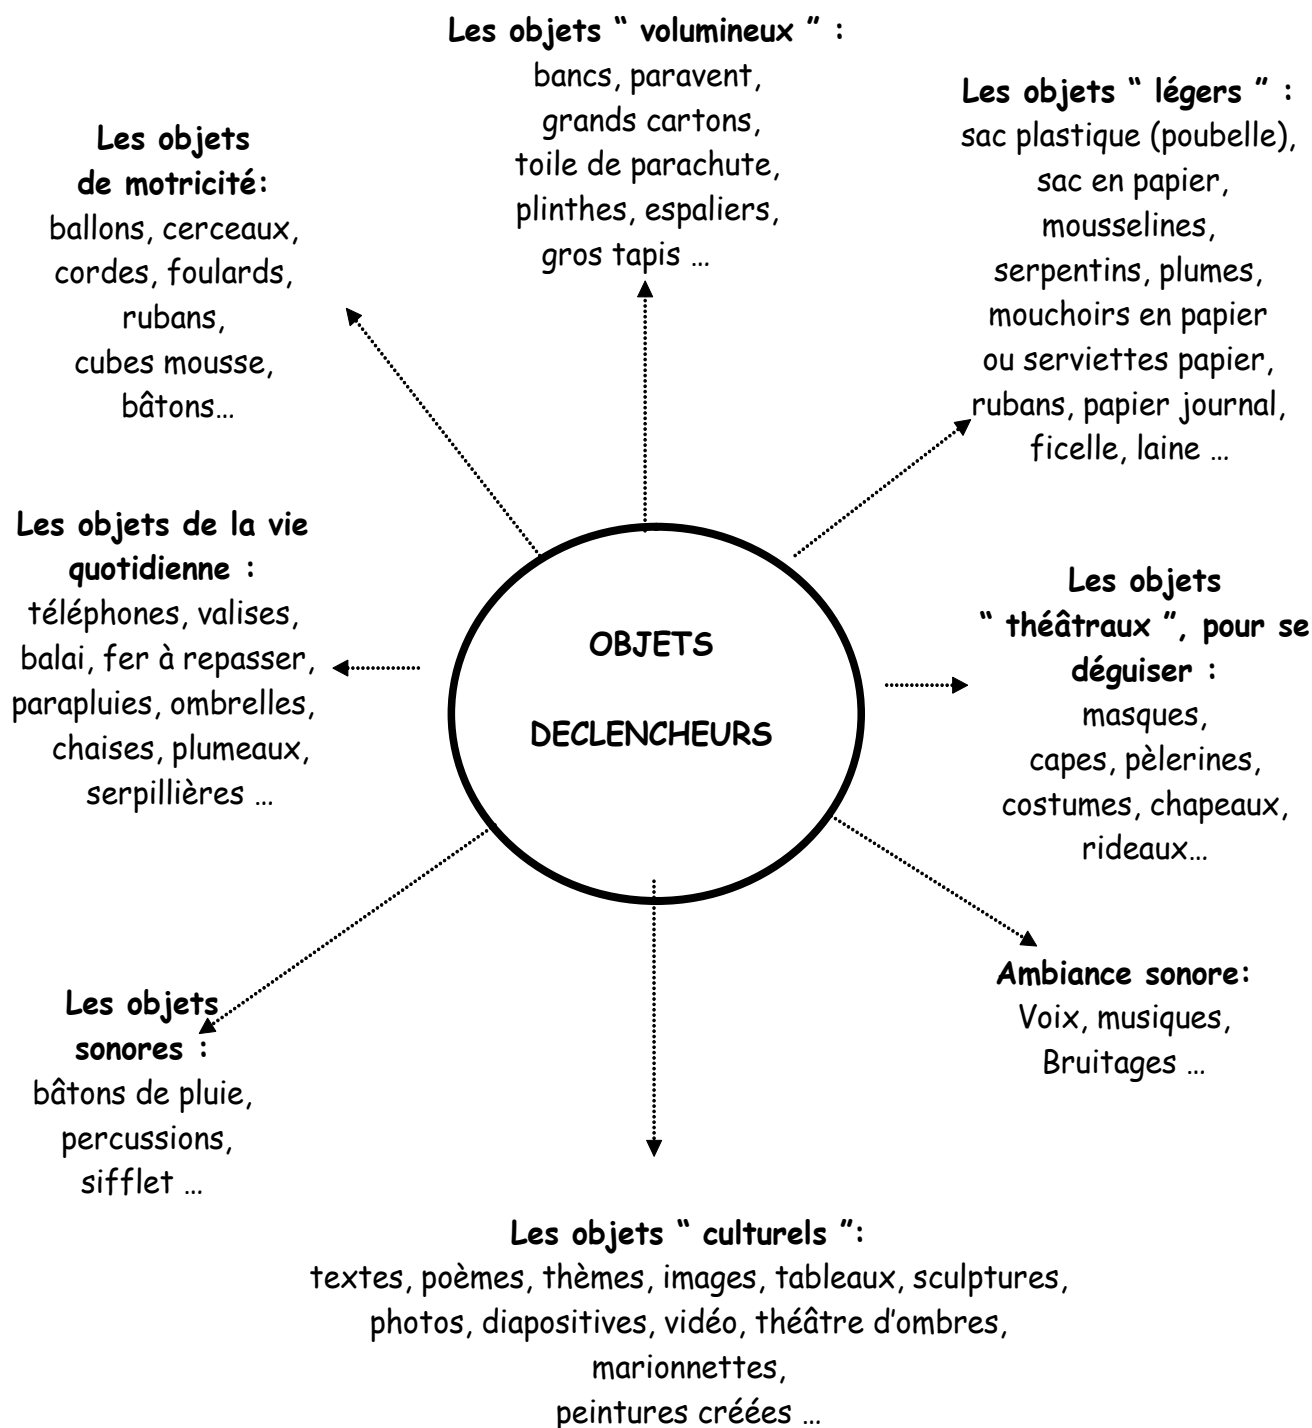 Les objets “ volumineux ” :
bancs, paravent,
grands cartons,
toile de parachute,
plinthes, espaliers,
gros tapis …
Les objets “ légers ” :
sac plastique (poubelle),
sac en papier,
mousselines,
serpentins, plumes,
mouchoirs en papier
ou serviettes papier,
rubans, papier journal,
ficelle, laine …
Les objets
de motricité:
ballons, cerceaux,
cordes, foulards,
rubans,
cubes mousse,
bâtons…
Les objets de la vie
quotidienne :
téléphones, valises,
balai, fer à repasser,
parapluies, ombrelles,
chaises, plumeaux,
serpillières …
OBJETS
DECLENCHEURS
Les objets
“ théâtraux ”, pour se
déguiser :
masques,
capes, pèlerines,
costumes, chapeaux,
rideaux…
Ambiance sonore:
Voix, musiques,
Bruitages …
Les objets
sonores :
bâtons de pluie,
percussions,
sifflet …
Les objets “ culturels ”:
textes, poèmes, thèmes, images, tableaux, sculptures,
photos, diapositives, vidéo, théâtre d’ombres,
marionnettes,
peintures créées …